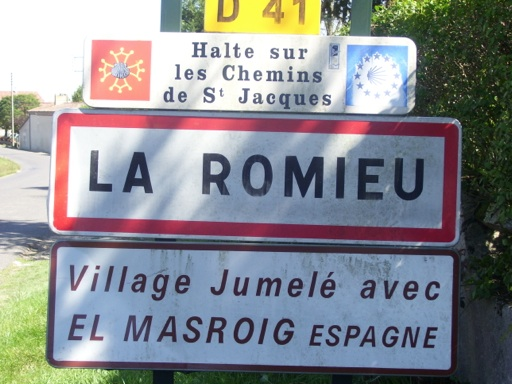 D 41
Halte sur
les Chemins
de St Jacques
LA ROMIEU
Village Jumelé avec
EL MASROIG ESPAGNE